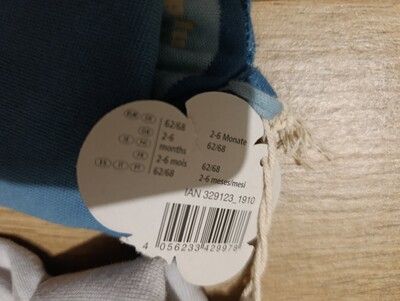 62/68
2-6
months
2-6 mois
62/68
2-6 Monate
62/68
62/68
2-6 meses/mesi
IAN 329123_1910
4 056233 429978